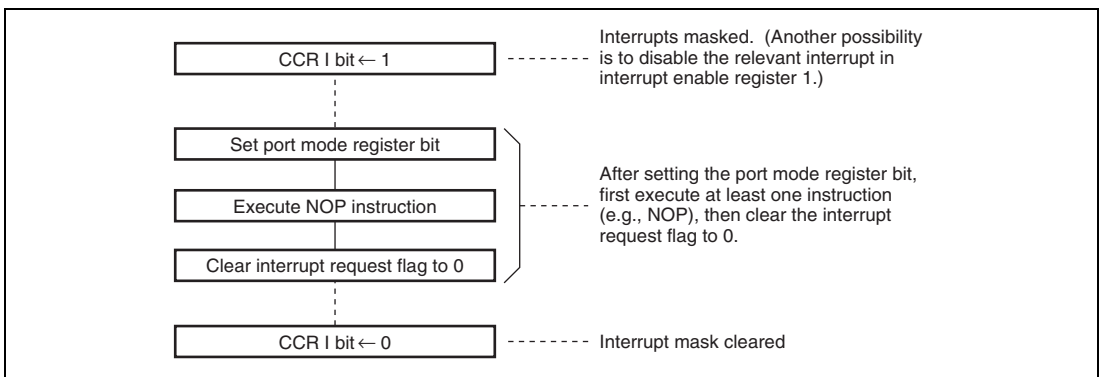 CCR I bit ← 1
Interrupts masked. (Another possibility
is to disable the relevant interrupt in
interrupt enable register 1.)
Set port mode register bit
Execute NOP instruction
Clear interrupt request flag to 0
After setting the port mode register bit,
first execute at least one instruction
(e.g., NOP), then clear the interrupt
request flag to 0.
CCR I bit ← 0
Interrupt mask cleared